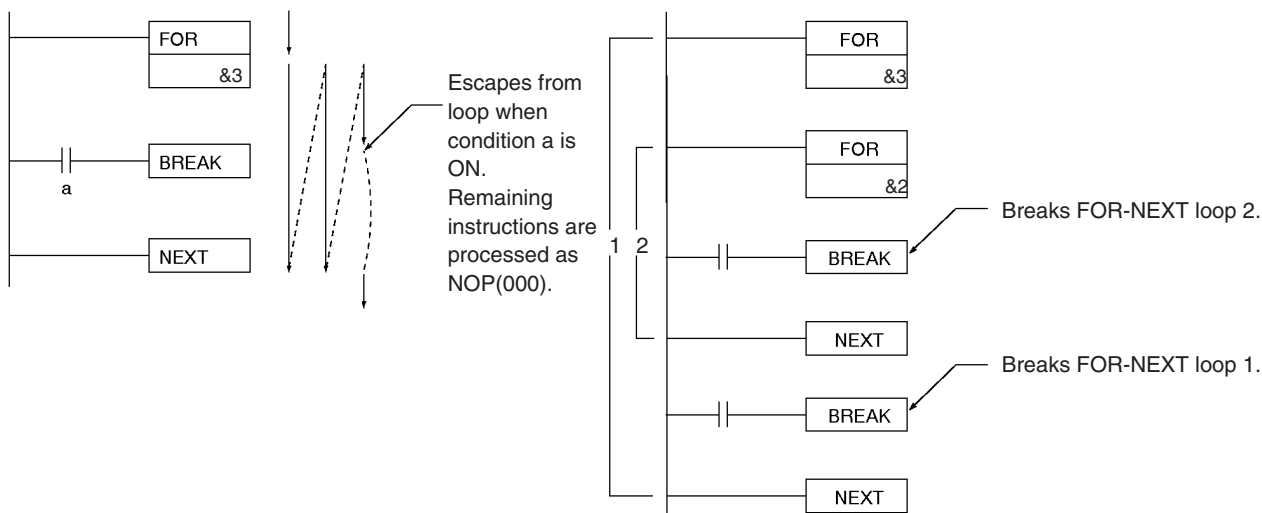 FOR
&3
a
BREAK
NEXT
Escapes from
loop when
condition a is
ON.
Remaining
instructions are
processed as
NOP(000).
1
2
FOR
&3
FOR
&2
BREAK
Breaks FOR-NEXT loop 2.
NEXT
BREAK
Breaks FOR-NEXT loop 1.
NEXT